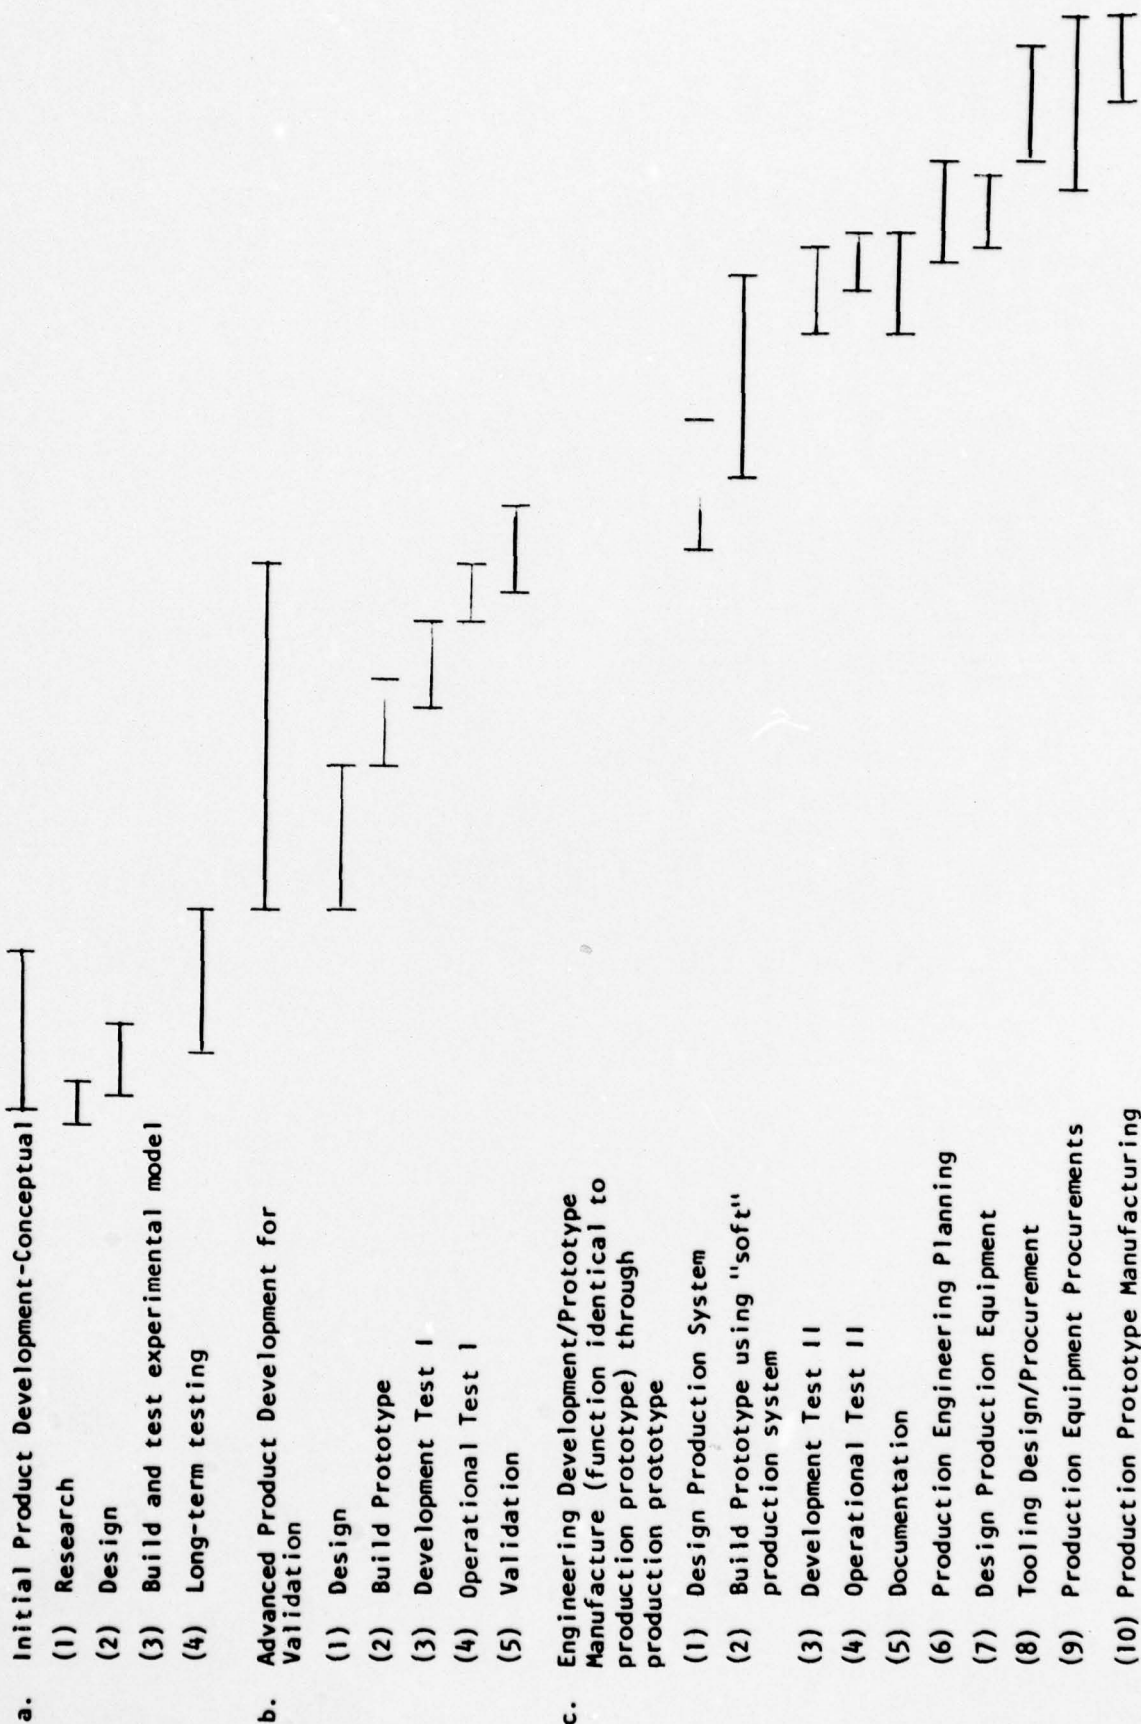 a. Initial Product Development-Conceptual
(1) Research
(2) Design
(3) Build and test experimental model
(4) Long-term testing
b. Advanced Product Development for
Validation
(1) Design
(2) Build Prototype
(3) Development Test I
(4) Operational Test I
(5) Validation
c. Engineering Development/Prototype
Manufacture (function identical to
production prototype) through
production prototype
(1) Design Production System
(2) Build Prototype using "soft"
production system
(3) Development Test II
(4) Operational Test II
(5) Documentation
(6) Production Engineering Planning
(7) Design Production Equipment
(8) Tooling Design/Procurement
(9) Production Equipment Procurements
(10) Production Prototype Manufacturing